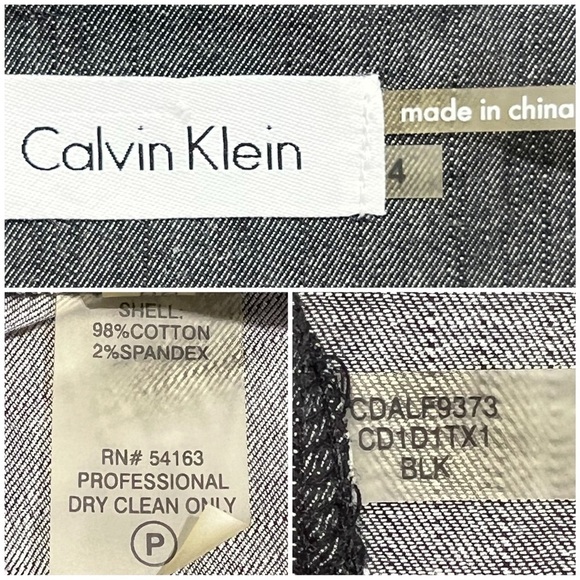 Calvin Klein
made in china
4
SHELL:
98%COTTON
2%SPANDEX
RN# 54163
PROFESSIONAL
DRY CLEAN ONLY
P
CDALF9373
CD1D1TX1
BLK